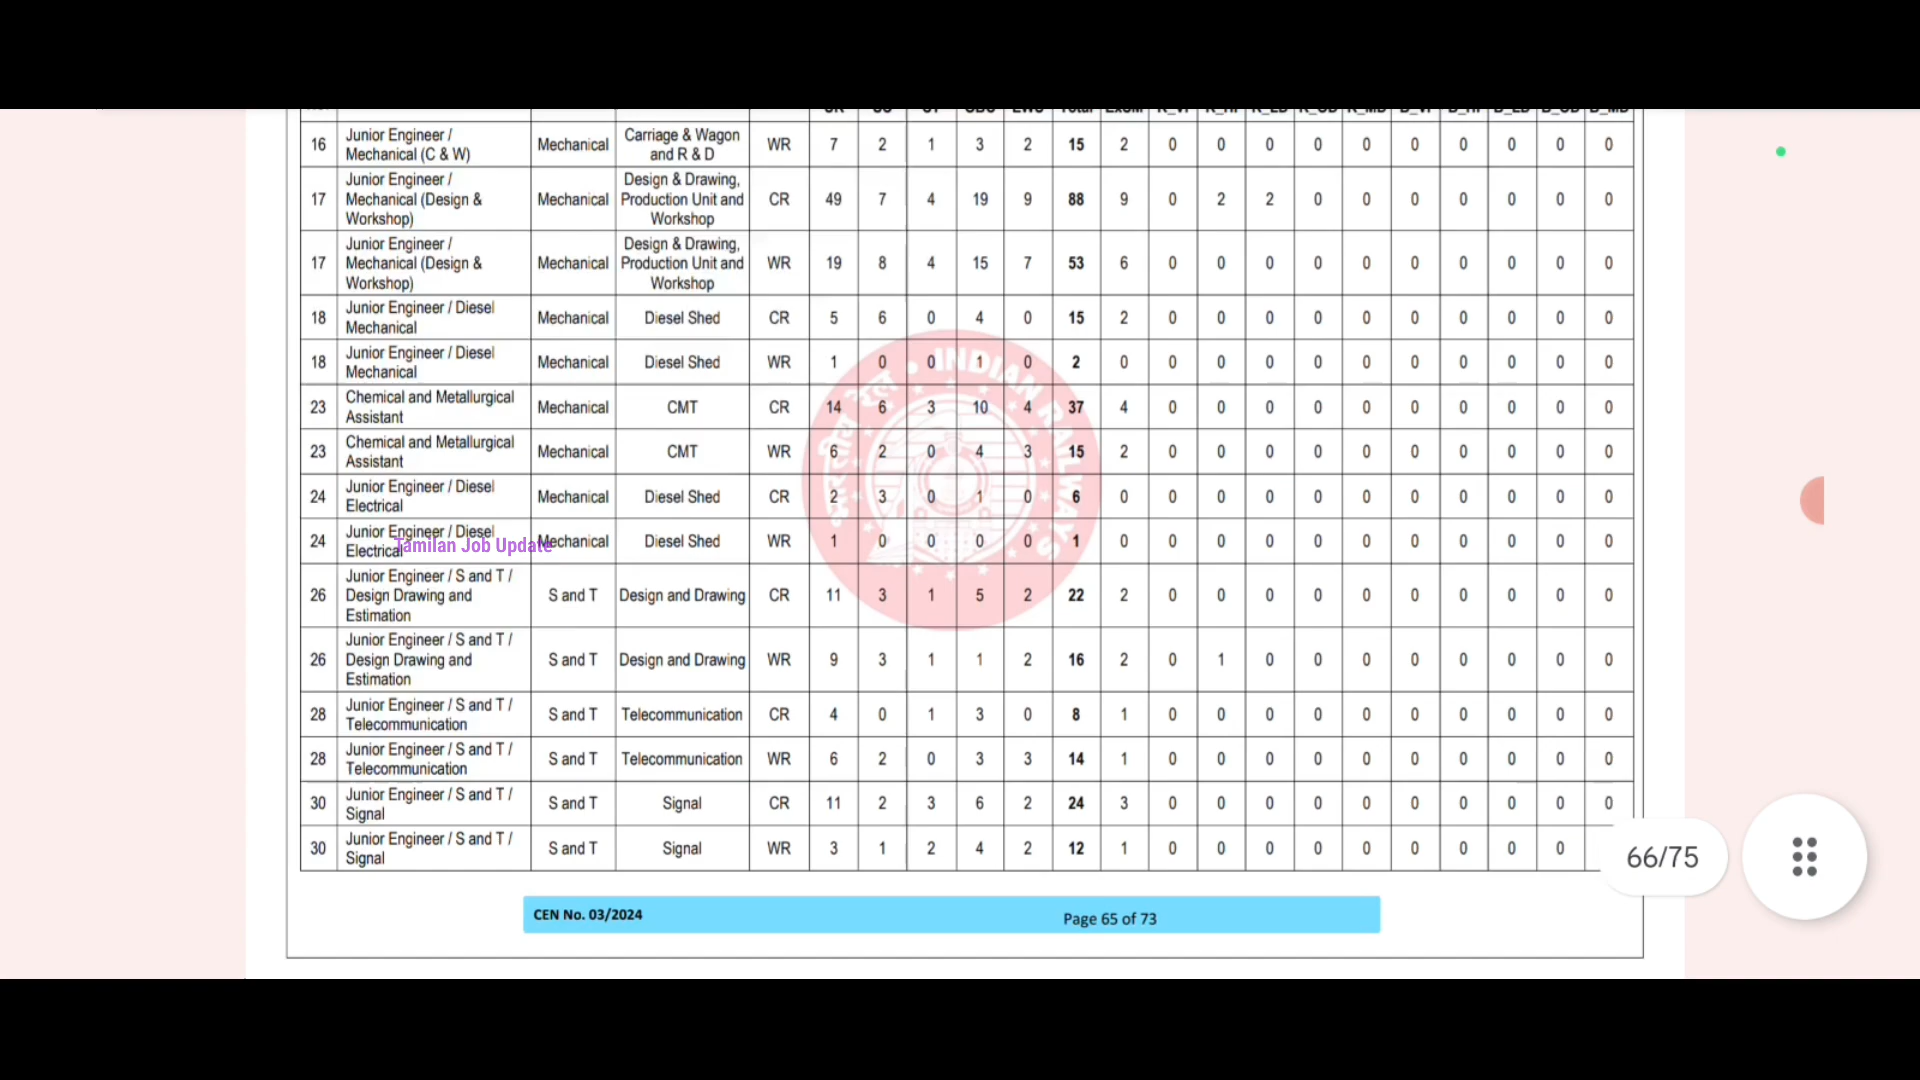 16 Junior Engineer / Mechanical (C & W) Mechanical Carriage & Wagon and R & D WR 7 2 1 3 2 15 2 0 0 0 0 0 0 0 0 0 0
17 Junior Engineer / Mechanical (Design & Workshop) Mechanical Design & Drawing, Production Unit and Workshop CR 49 7 4 19 9 88 9 0 2 2 0 0 0 0 0 0 0
17 Junior Engineer / Mechanical (Design & Workshop) Mechanical Design & Drawing, Production Unit and Workshop WR 19 8 4 15 7 53 6 0 0 0 0 0 0 0 0 0 0
18 Junior Engineer / Diesel Mechanical Mechanical Diesel Shed CR 5 6 0 4 0 15 2 0 0 0 0 0 0 0 0 0 0
18 Junior Engineer / Diesel Mechanical Mechanical Diesel Shed WR 1 0 0 1 0 2 0 0 0 0 0 0 0 0 0 0 0
23 Chemical and Metallurgical Assistant Mechanical CMT CR 14 6 3 10 4 37 4 0 0 0 0 0 0 0 0 0 0
23 Chemical and Metallurgical Assistant Mechanical CMT WR 6 2 0 4 3 15 2 0 0 0 0 0 0 0 0 0 0
24 Junior Engineer / Diesel Electrical Mechanical Diesel Shed CR 2 3 0 1 0 6 0 0 0 0 0 0 0 0 0 0 0
24 Junior Engineer / Diesel Electrical Mechanical Diesel Shed WR 1 0 0 0 0 1 0 0 0 0 0 0 0 0 0 0 0
Tamilan Job Update
26 Junior Engineer / S and T / Design Drawing and Estimation S and T Design and Drawing CR 11 3 1 5 2 22 2 0 0 0 0 0 0 0 0 0 0
26 Junior Engineer / S and T / Design Drawing and Estimation S and T Design and Drawing WR 9 3 1 1 2 16 2 0 1 0 0 0 0 0 0 0 0
28 Junior Engineer / S and T / Telecommunication S and T Telecommunication CR 4 0 1 3 0 8 1 0 0 0 0 0 0 0 0 0 0
28 Junior Engineer / S and T / Telecommunication S and T Telecommunication WR 6 2 0 3 3 14 1 0 0 0 0 0 0 0 0 0 0
30 Junior Engineer / S and T / Signal S and T Signal CR 11 2 3 6 2 24 3 0 0 0 0 0 0 0 0 0 0
30 Junior Engineer / S and T / Signal S and T Signal WR 3 1 2 4 2 12 1 0 0 0 0 0 0 0 0 0
भारतीय रेल • INDIAN RAILWAYS
66/75
CEN No. 03/2024 Page 65 of 73